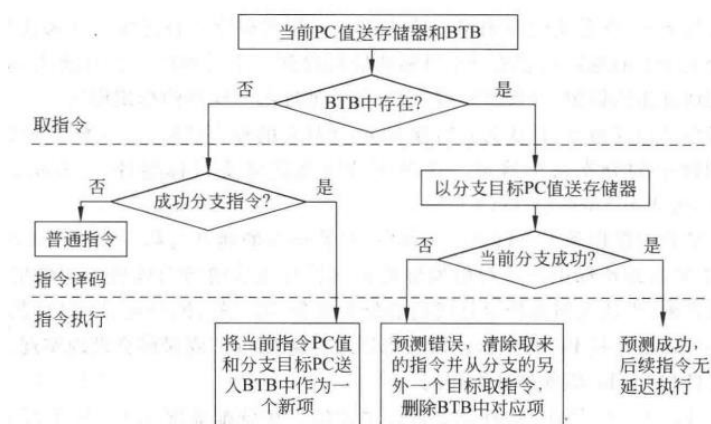 当前PC值送存储器和BTB
否
BTB中存在?
是
取指令
否
成功分支指令?
是
以分支目标PC值送存储器
普通指令
否
当前分支成功?
是
指令译码
指令执行
将当前指令PC值
和分支目标PC送
入BTB中作为一
个新项
预测错误，清除取来
的指令并从分支的另
外一个目标取指令，
删除BTB中对应项
预测成功，
后续指令无
延迟执行